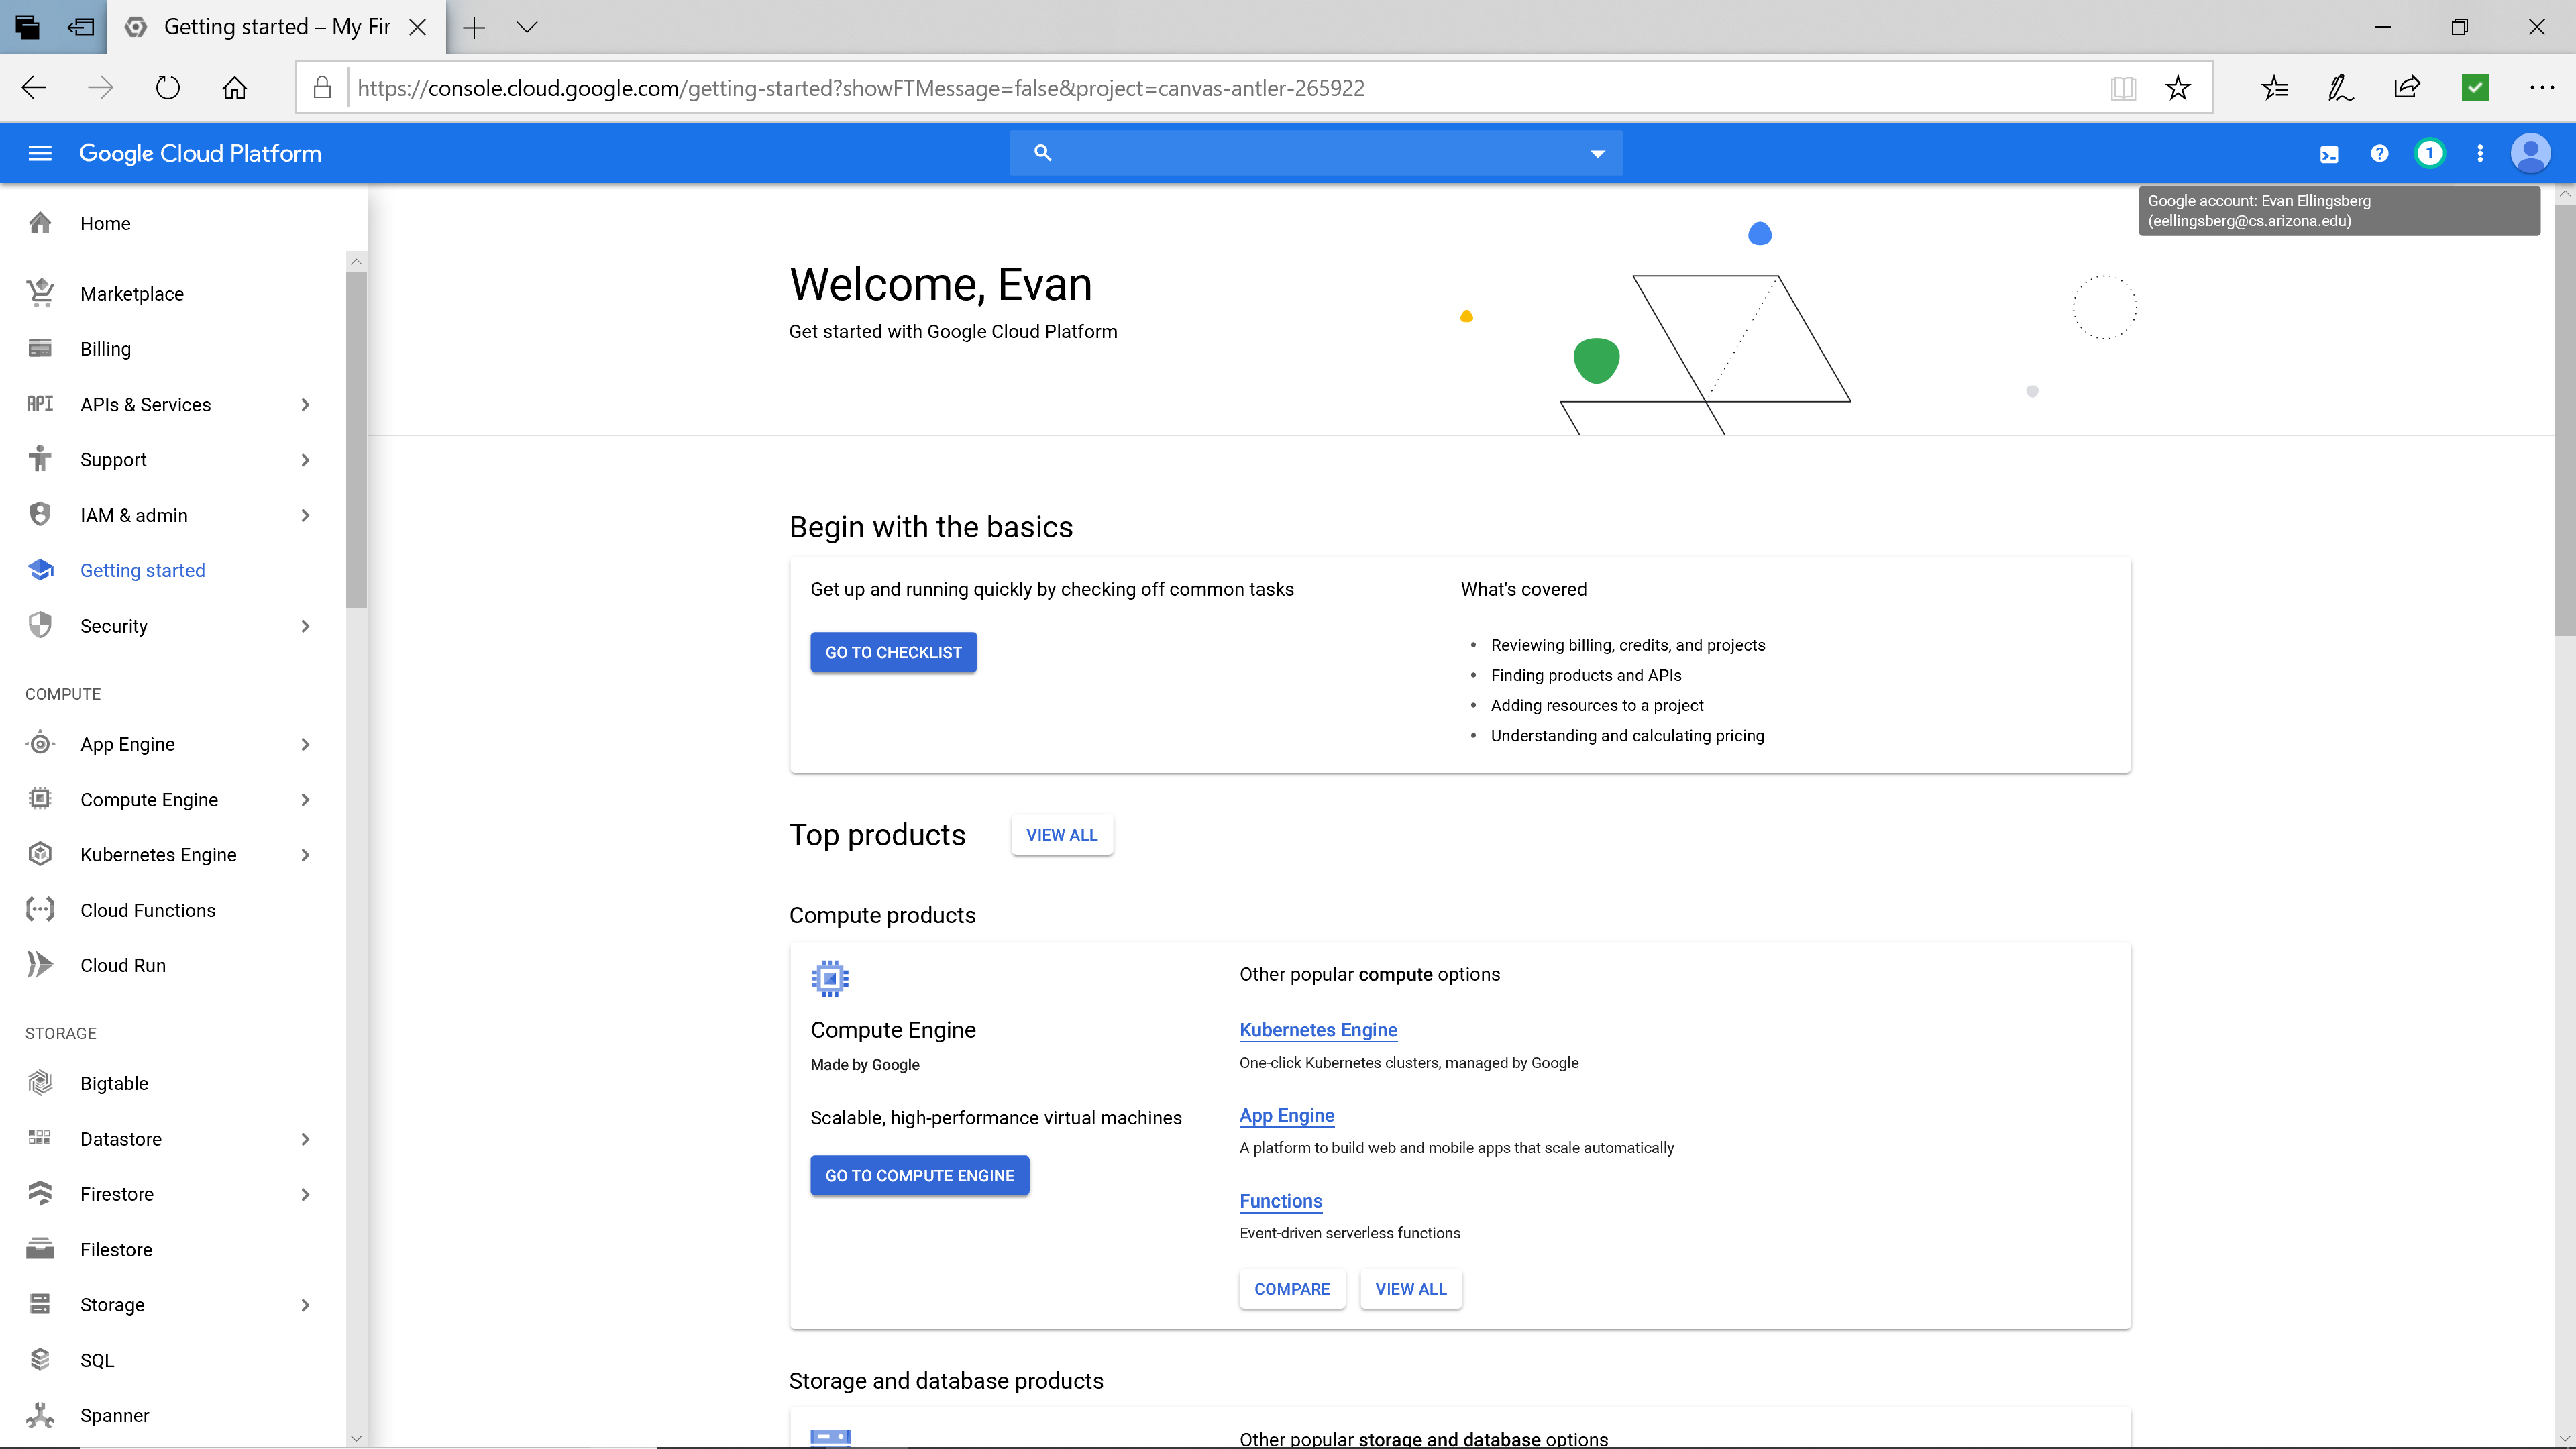 Getting started – My Fir
https://console.cloud.google.com/getting-started?showFTMessage=false&project=canvas-antler-265922
Google Cloud Platform
1
Google account: Evan Ellingsberg
(eellingsberg@cs.arizona.edu)
Home
Marketplace
Billing
API APIs & Services
Support
IAM & admin
Getting started
Security
COMPUTE
App Engine
Compute Engine
Kubernetes Engine
Cloud Functions
Cloud Run
STORAGE
Bigtable
Datastore
Firestore
Filestore
Storage
SQL
Spanner
Welcome, Evan
Get started with Google Cloud Platform
Begin with the basics
Get up and running quickly by checking off common tasks
GO TO CHECKLIST
What's covered
• Reviewing billing, credits, and projects
• Finding products and APIs
• Adding resources to a project
• Understanding and calculating pricing
Top products
VIEW ALL
Compute products
Compute Engine
Made by Google
Scalable, high-performance virtual machines
GO TO COMPUTE ENGINE
Other popular compute options
Kubernetes Engine
One-click Kubernetes clusters, managed by Google
App Engine
A platform to build web and mobile apps that scale automatically
Functions
Event-driven serverless functions
COMPARE
VIEW ALL
Storage and database products
Other popular storage and database options